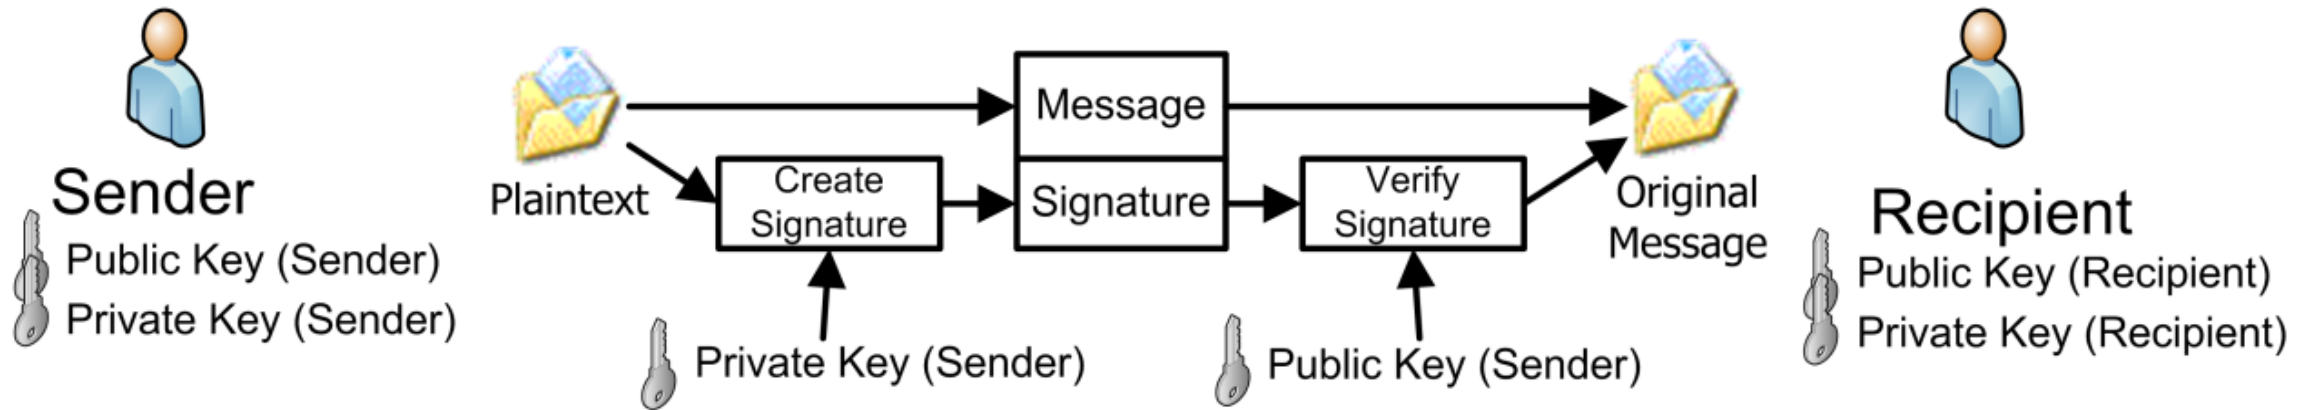 Sender
Public Key (Sender)
Private Key (Sender)
Plaintext
Create
Signature
Private Key (Sender)
Message
Signature
Verify
Signature
Public Key (Sender)
Original
Message
Recipient
Public Key (Recipient)
Private Key (Recipient)